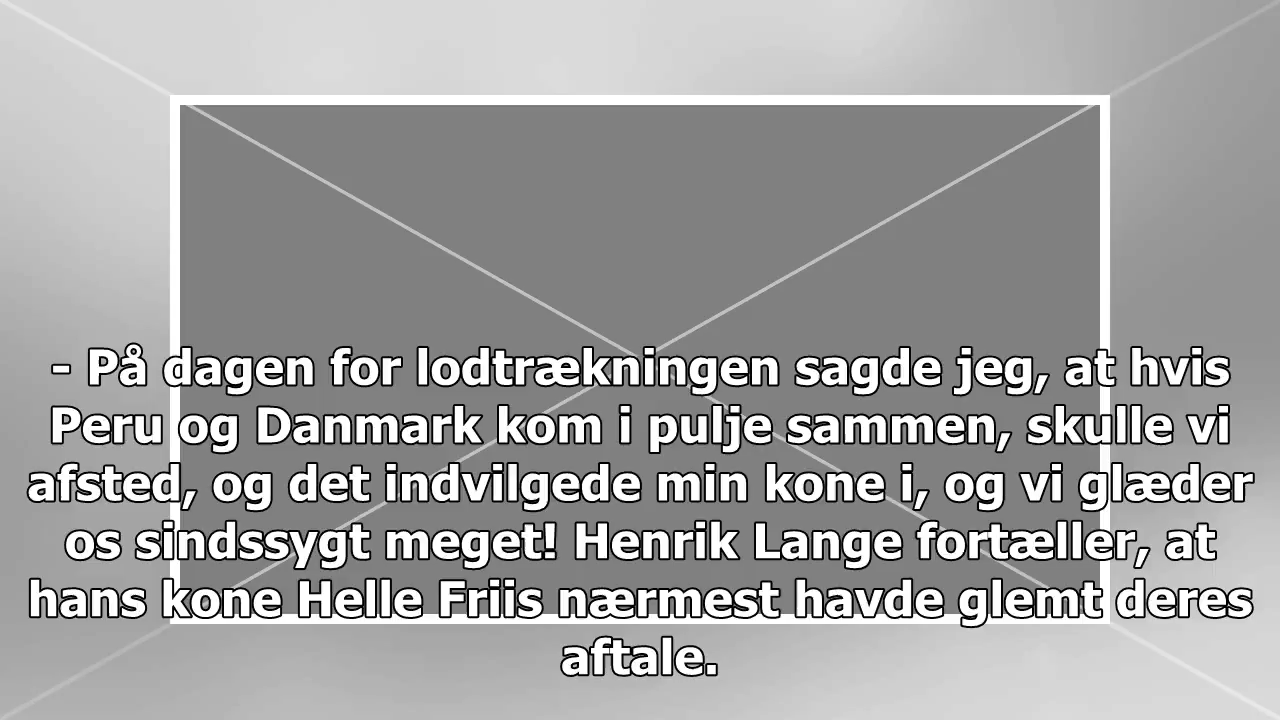 - På dagen for lodtrækningen sagde jeg, at hvis
Peru og Danmark kom i pulje sammen, skulle vi
afsted, og det indvilgede min kone i, og vi glæder
os sindssygt meget! Henrik Lange fortæller, at
hans kone Helle Friis nærmest havde glemt deres
aftale.